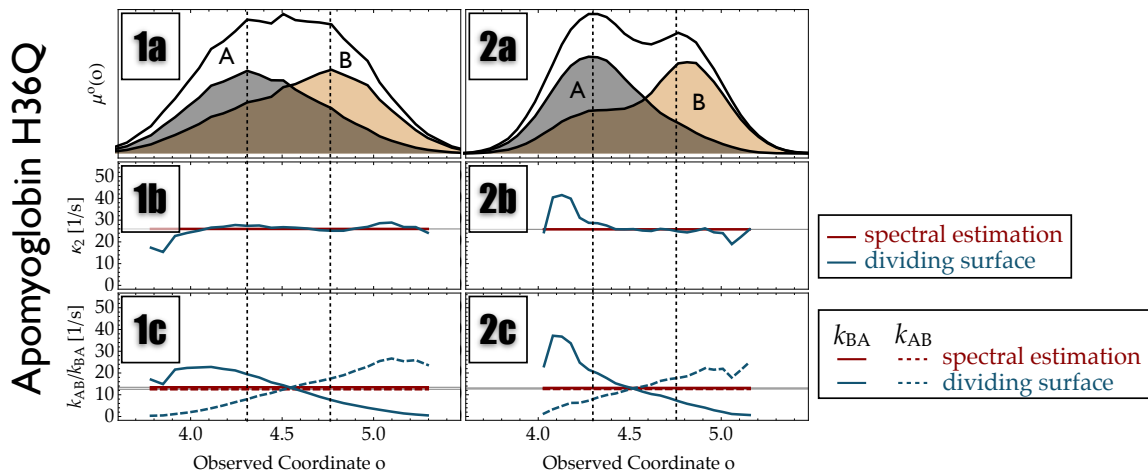 Apomyoglobin H36Q
1a
A
B
2a
A
B
μᵒ(o)
1b
2b
50
40
30
20
10
0
κ₂ [1/s]
spectral estimation
dividing surface
1c
2c
50
40
30
20
10
0
k_AB/k_BA [1/s]
k_BA k_AB
spectral estimation
dividing surface
4.0 4.5 5.0
4.0 4.5 5.0
Observed Coordinate o
Observed Coordinate o